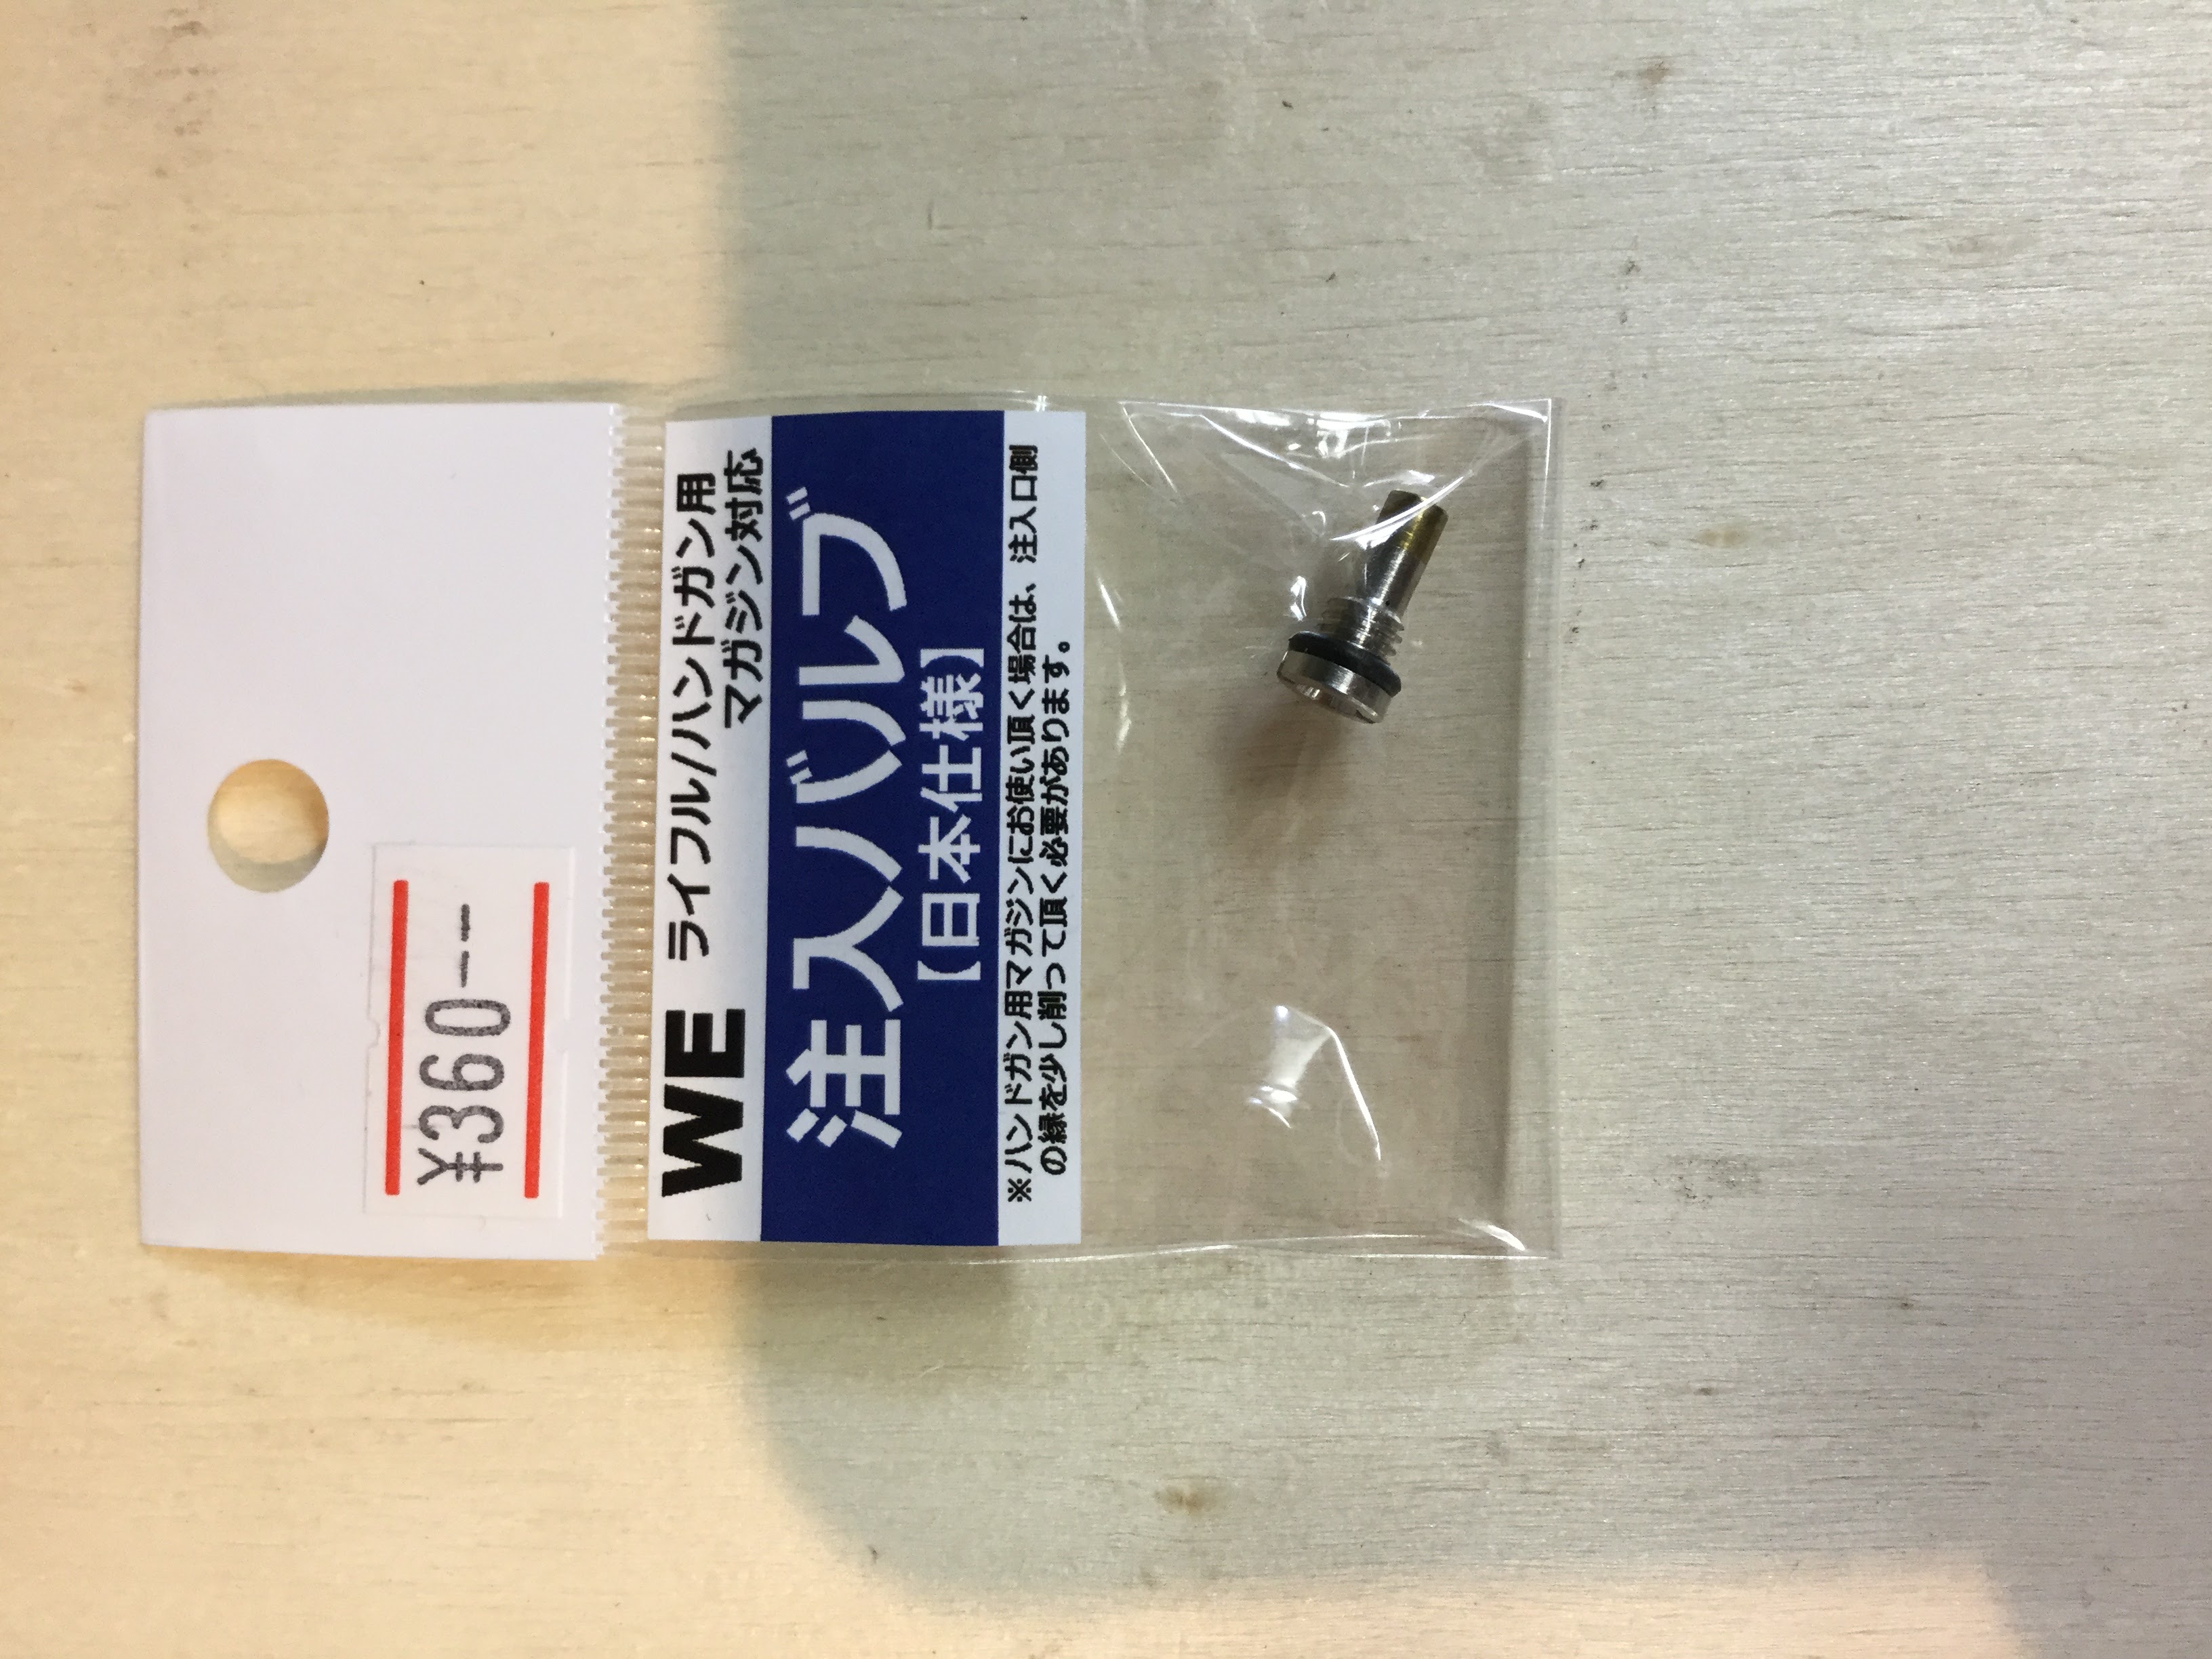 ¥360--
WE ライフル/ハンドガン用
マガジン対応
注入バルブ
【日本仕様】
※ハンドガン用マガジンにお使い頂く場合は、注入口側
の縁を少し削って頂く必要があります。